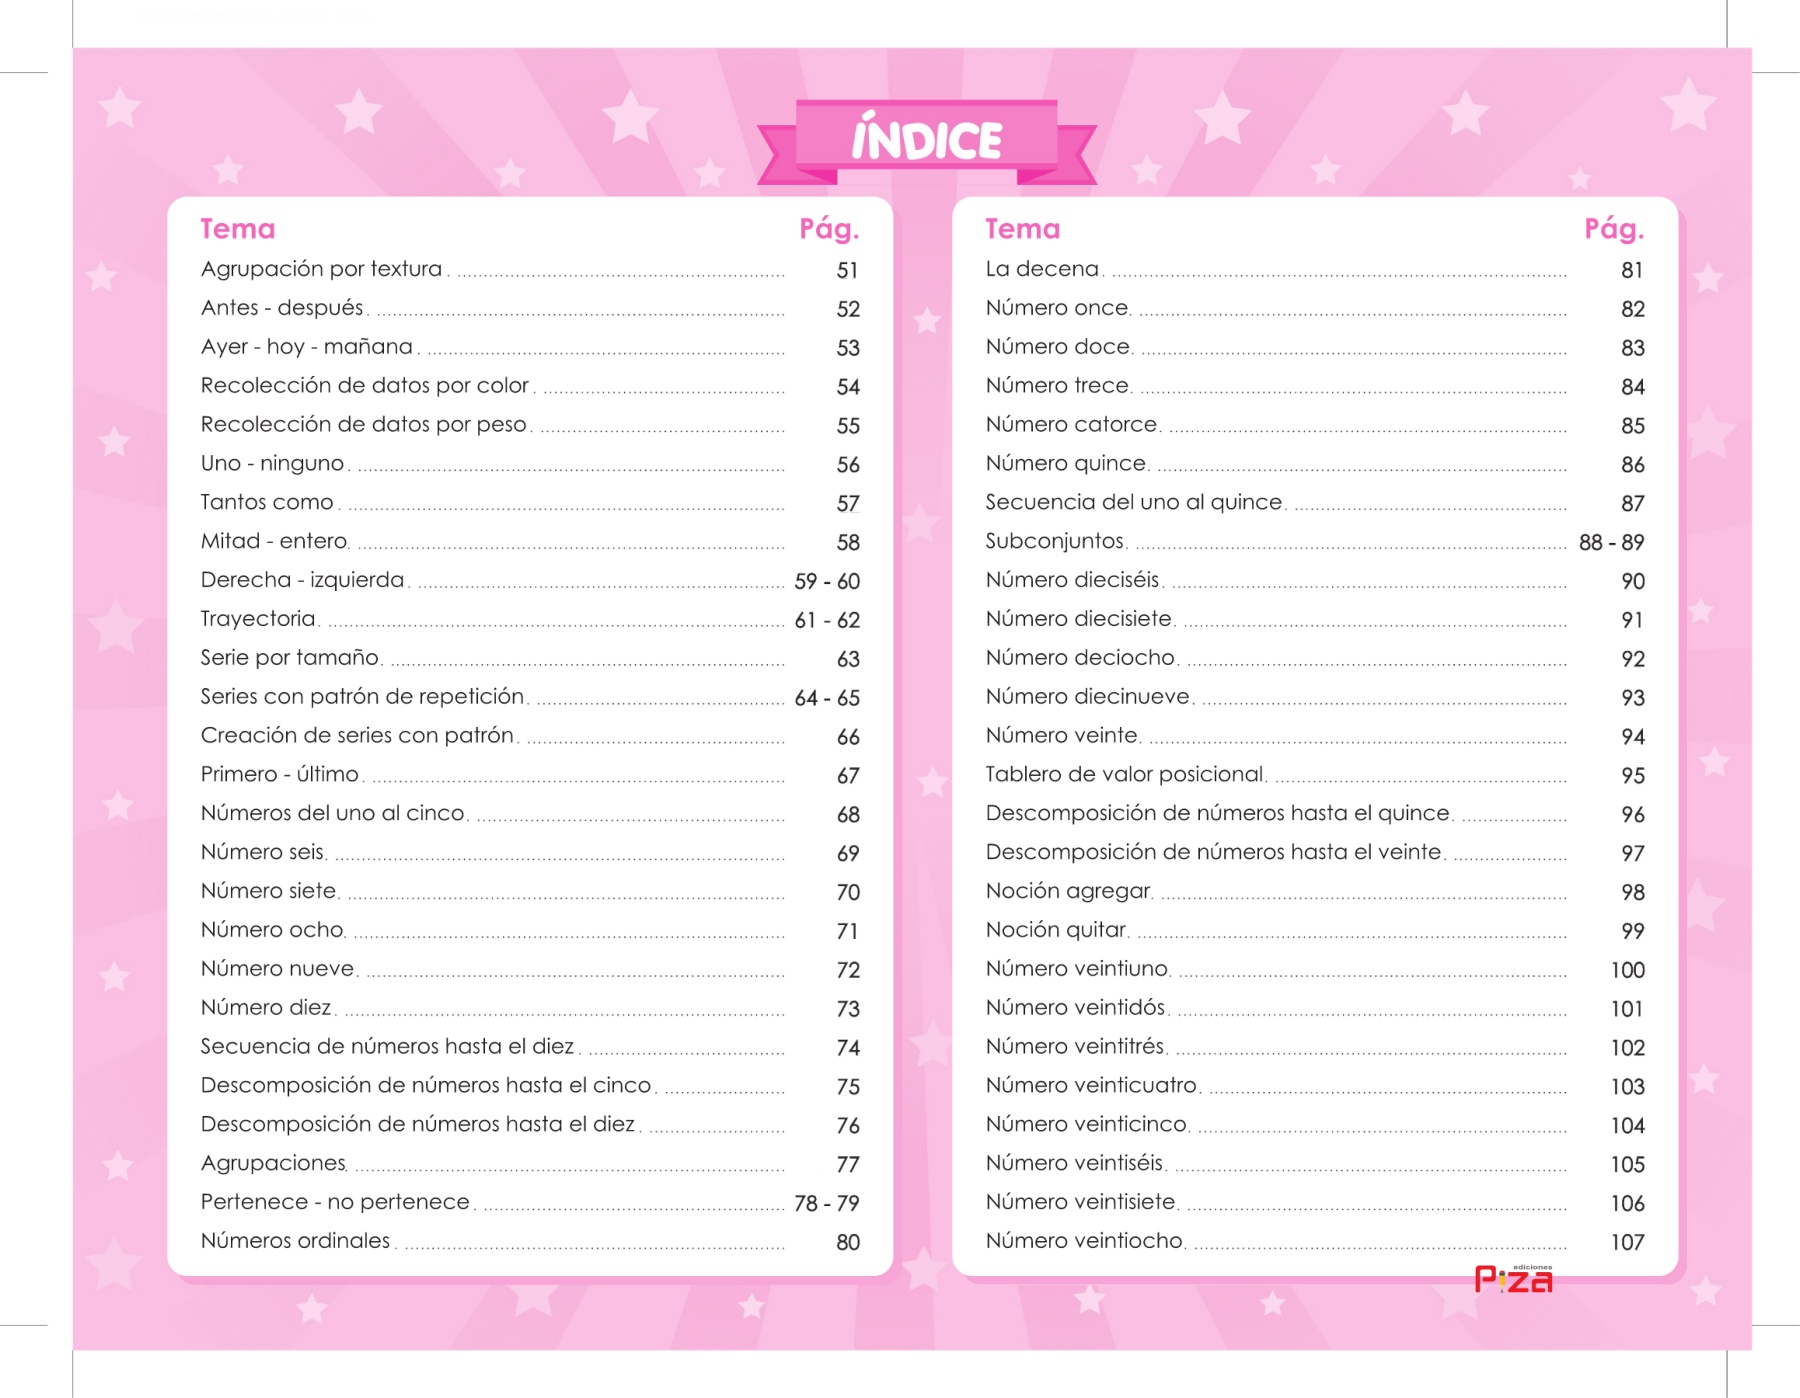 ÍNDICE
Tema Pág.
Agrupación por textura 51
Antes - después 52
Ayer - hoy - mañana 53
Recolección de datos por color 54
Recolección de datos por peso 55
Uno - ninguno 56
Tantos como 57
Mitad - entero 58
Derecha - izquierda 59 - 60
Trayectoria 61 - 62
Serie por tamaño 63
Series con patrón de repetición 64 - 65
Creación de series con patrón 66
Primero - último 67
Números del uno al cinco 68
Número seis 69
Número siete 70
Número ocho 71
Número nueve 72
Número diez 73
Secuencia de números hasta el diez 74
Descomposición de números hasta el cinco 75
Descomposición de números hasta el diez 76
Agrupaciones 77
Pertenece - no pertenece 78 - 79
Números ordinales 80
Tema Pág.
La decena 81
Número once 82
Número doce 83
Número trece 84
Número catorce 85
Número quince 86
Secuencia del uno al quince 87
Subconjuntos 88 - 89
Número dieciséis 90
Número diecisiete 91
Número deciocho 92
Número diecinueve 93
Número veinte 94
Tablero de valor posicional 95
Descomposición de números hasta el quince 96
Descomposición de números hasta el veinte 97
Noción agregar 98
Noción quitar 99
Número veintiuno 100
Número veintidós 101
Número veintitrés 102
Número veinticuatro 103
Número veinticinco 104
Número veintiséis 105
Número veintisiete 106
Número veintiocho 107
ediciones
Piza